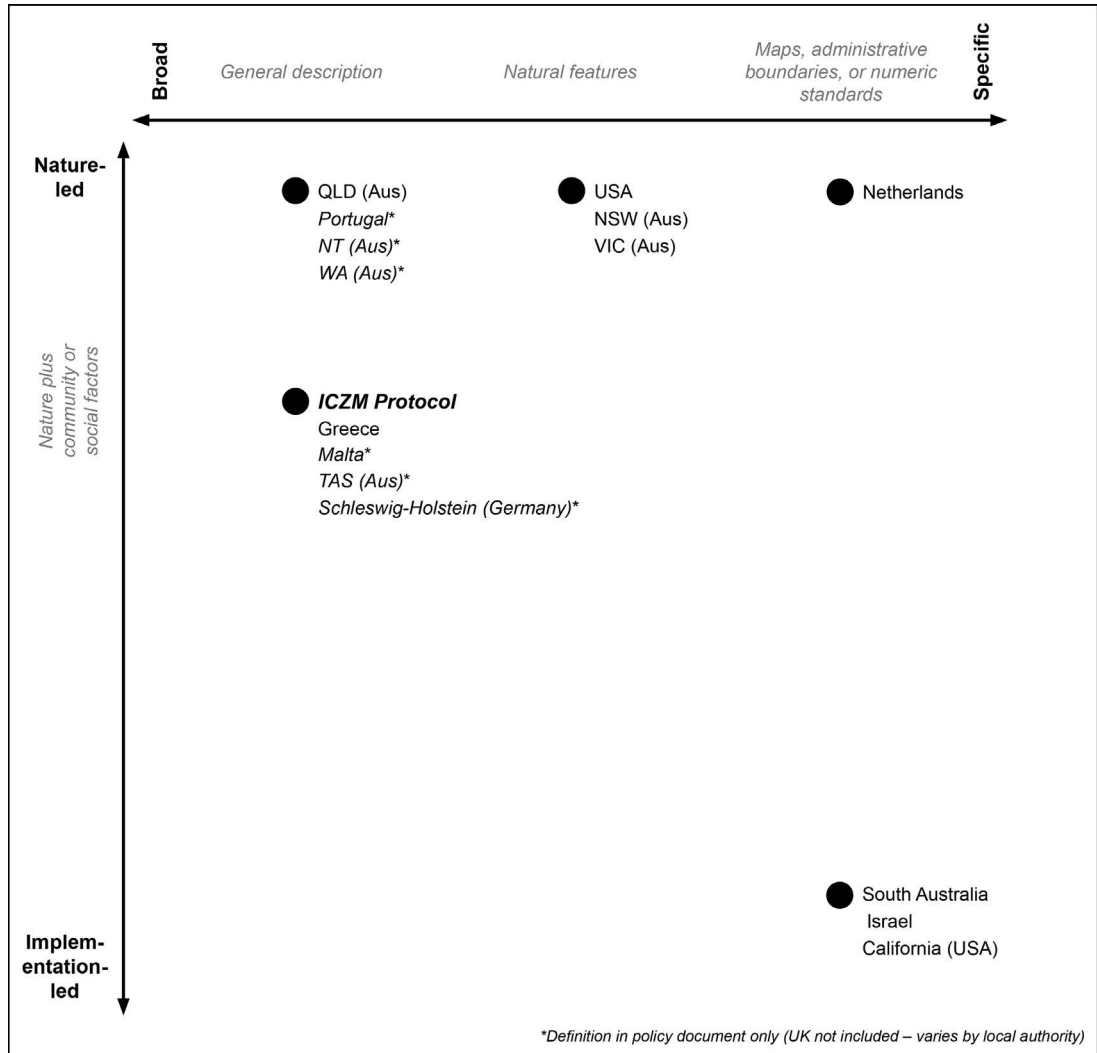 Broad
General description
Natural features
Maps, administrative
boundaries, or numeric
standards
Specific
Nature-
led
QLD (Aus)
Portugal*
NT (Aus)*
WA (Aus)*
USA
NSW (Aus)
VIC (Aus)
Netherlands
Nature plus
community or
social factors
ICZM Protocol
Greece
Malta*
TAS (Aus)*
Schleswig-Holstein (Germany)*
South Australia
Israel
California (USA)
Implem-
entation-
led
*Definition in policy document only (UK not included – varies by local authority)